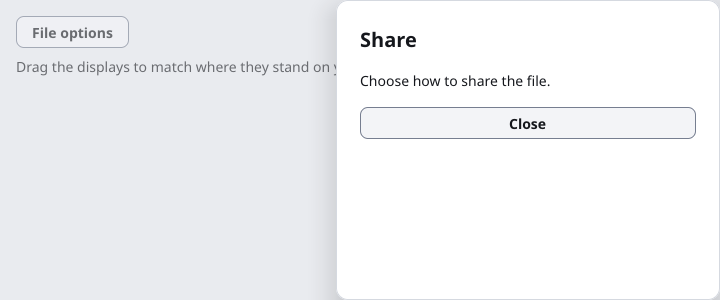 File options
Drag the displays to match where they stand on
Share
Choose how to share the file.
Close